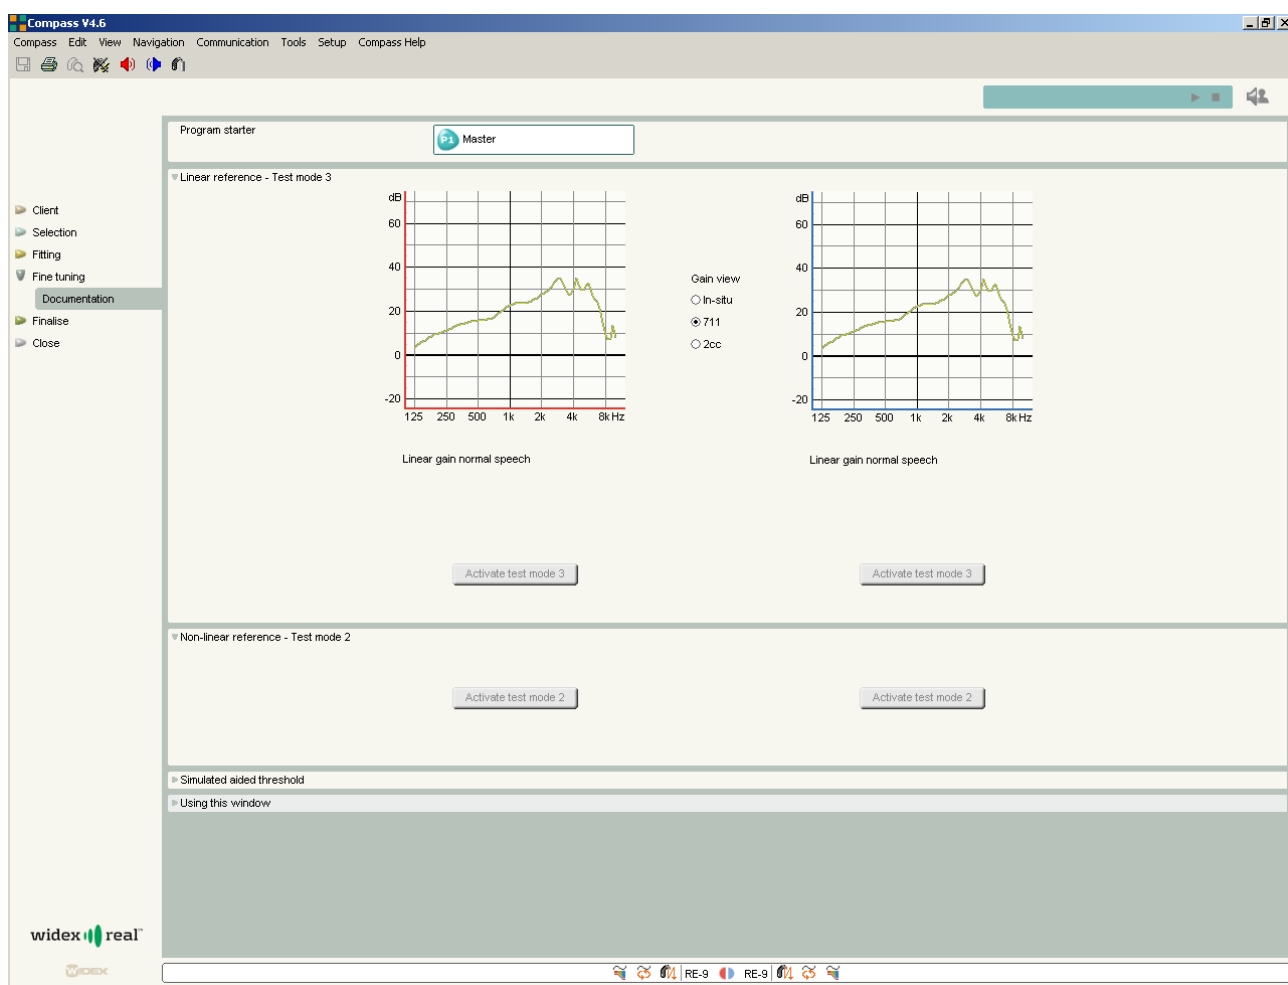 Compass V4.6
Compass Edit View Navigation Communication Tools Setup Compass Help
Program starter
P1 Master
Linear reference - Test mode 3
Client
Selection
Fitting
Fine tuning
Documentation
Finalise
Close
dB
60
40
20
0
-20
125 250 500 1k 2k 4k 8k Hz
Linear gain normal speech
Gain view
In-situ
711
2cc
dB
60
40
20
0
-20
125 250 500 1k 2k 4k 8k Hz
Linear gain normal speech
Activate test mode 3 Activate test mode 3
Non-linear reference - Test mode 2
Activate test mode 2 Activate test mode 2
Simulated aided threshold
Using this window
widex real™
WIDEX
RE-9 RE-9